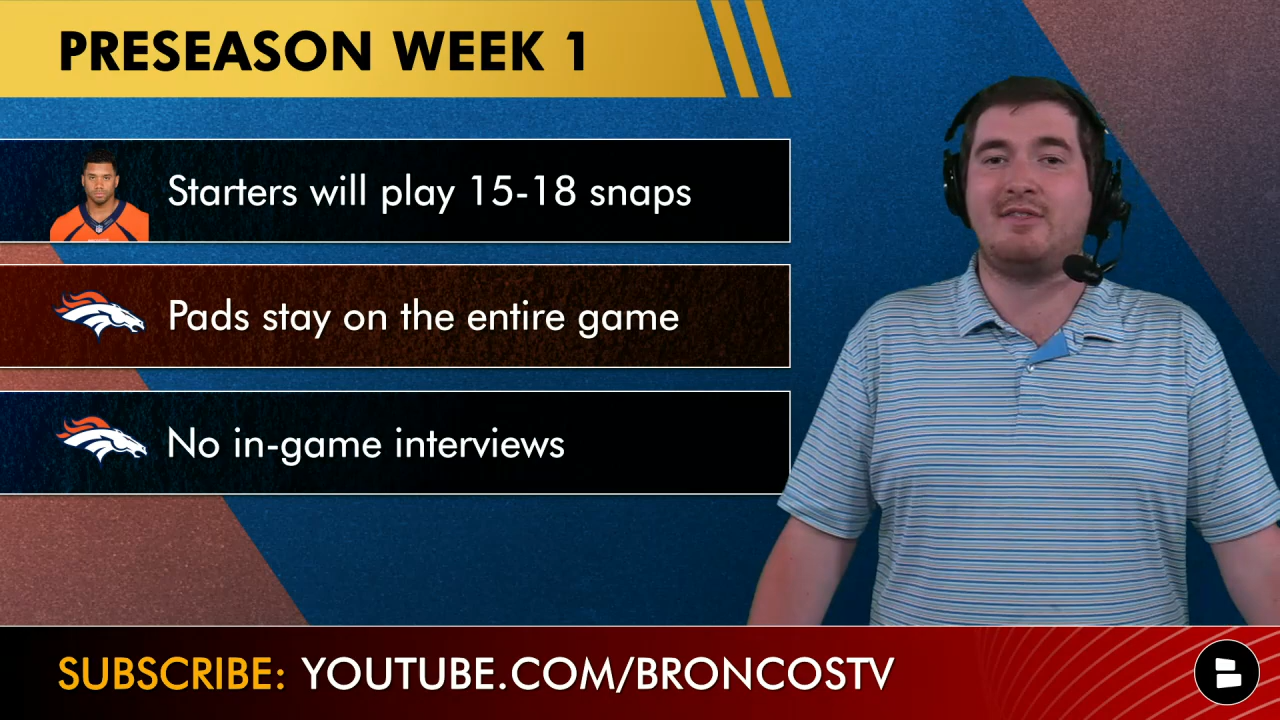 PRESEASON WEEK 1
Starters will play 15-18 snaps
Pads stay on the entire game
No in-game interviews
SUBSCRIBE: YOUTUBE.COM/BRONCOSTV